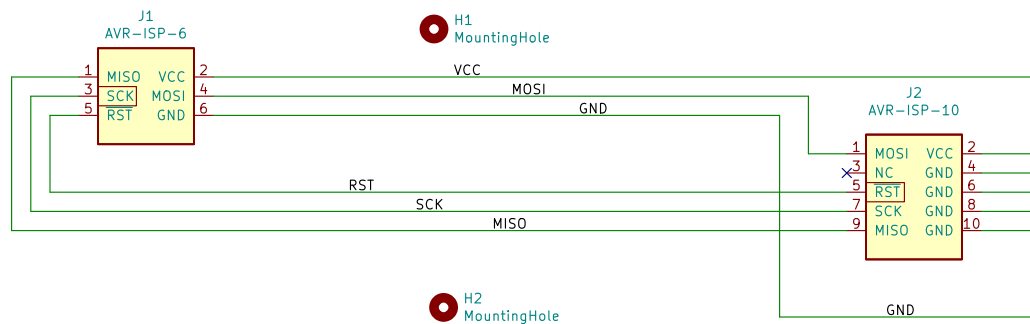 J1
AVR-ISP-6
H1
MountingHole
1 MISO VCC 2
VCC
3 SCK MOSI 4
MOSI
5 RST GND 6
GND
J2
AVR-ISP-10
1 MOSI VCC 2
3 NC GND 4
RST
5 RST GND 6
SCK
7 SCK GND 8
MISO
9 MISO GND 10
H2
MountingHole
GND